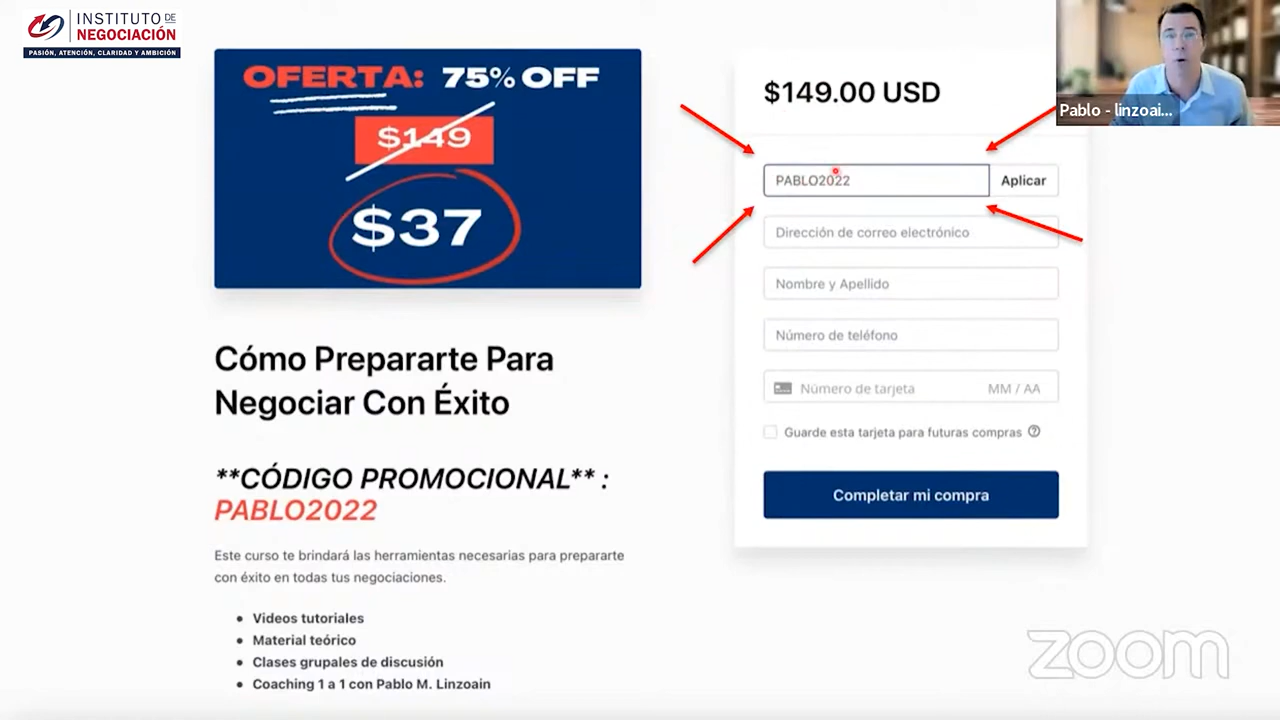 INSTITUTO DE
NEGOCIACIÓN
PASIÓN, ATENCIÓN, CLARIDAD Y AMBICIÓN
OFERTA: 75% OFF
$149
$37
Cómo Prepararte Para
Negociar Con Éxito
**CÓDIGO PROMOCIONAL** :
PABLO2022
Este curso te brindará las herramientas necesarias para prepararte
con éxito en todas tus negociaciones.
Videos tutoriales
Material teórico
Clases grupales de discusión
Coaching 1 a 1 con Pablo M. Linzoain
$149.00 USD
PABLO2022 Aplicar
Dirección de correo electrónico
Nombre y Apellido
Número de teléfono
Número de tarjeta MM / AA
Guarde esta tarjeta para futuras compras
Completar mi compra
Pablo - linzoai...
zoom